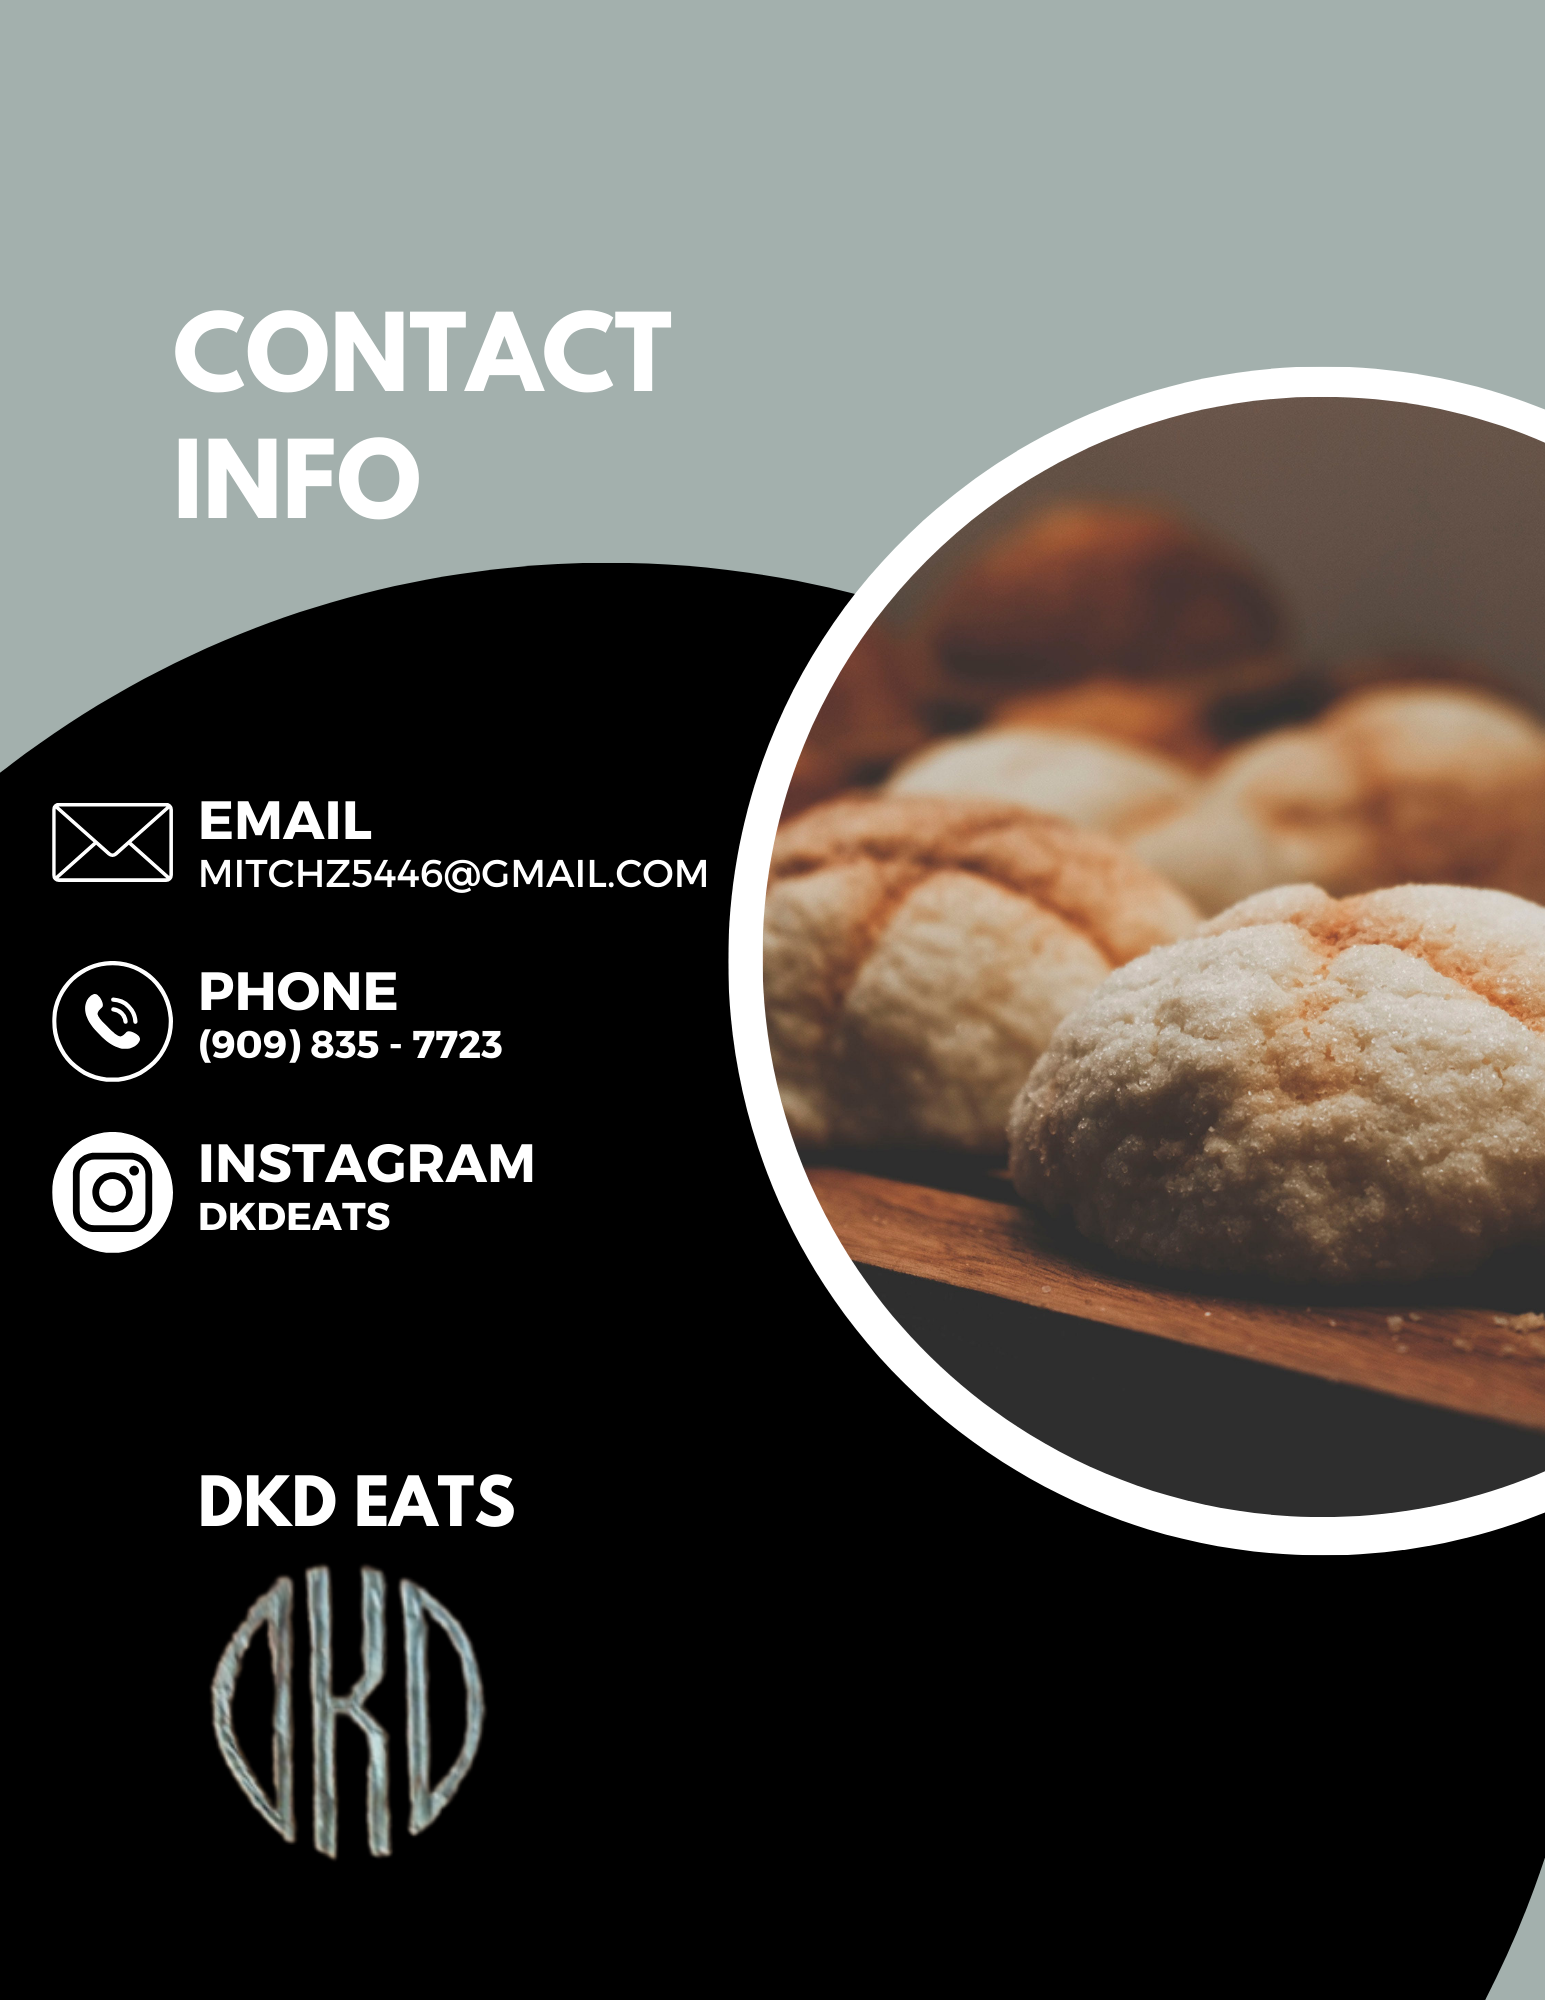 CONTACT
INFO
EMAIL
MITCHZ5446@GMAIL.COM
PHONE
(909) 835 - 7723
INSTAGRAM
DKDEATS
DKD EATS
DKD